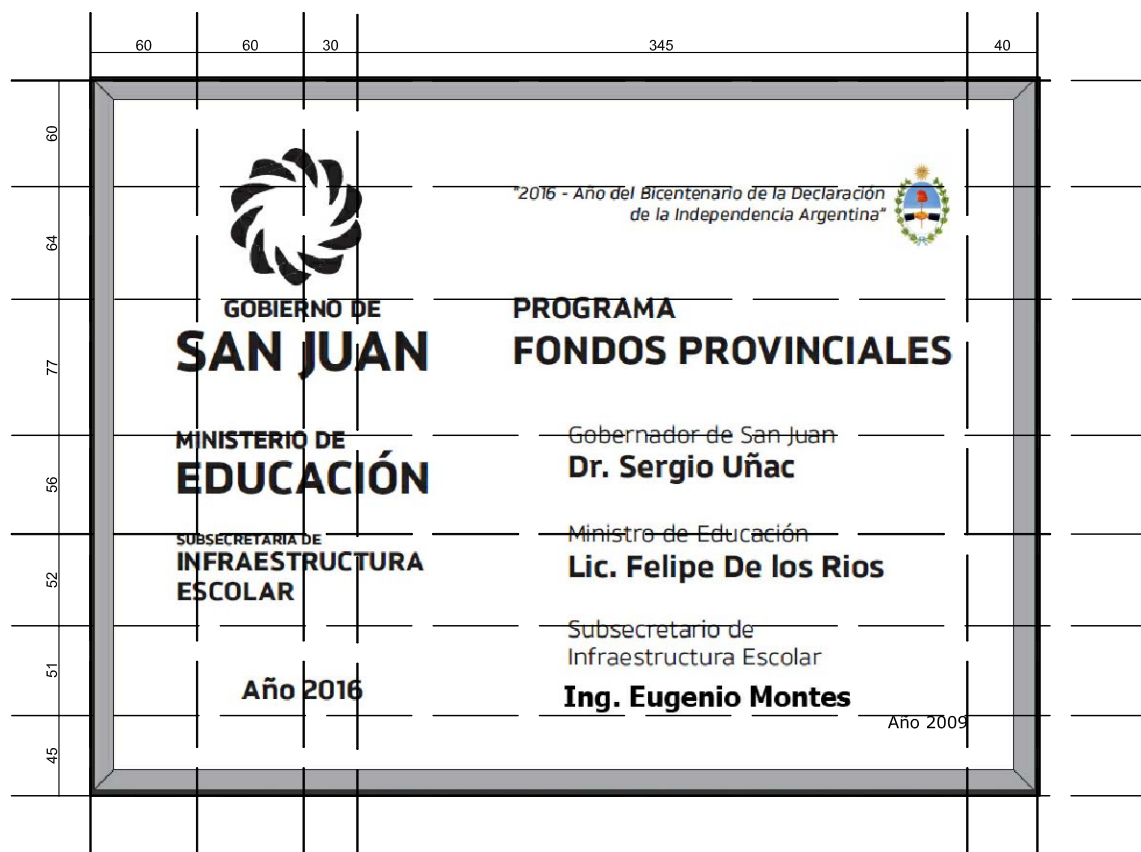 60 60 30 345 40
60
64
77
56
52
51
45
"2016 - Año del Bicentenario de la Declaración
de la Independencia Argentina"
GOBIERNO DE
SAN JUAN
PROGRAMA
FONDOS PROVINCIALES
MINISTERIO DE
EDUCACIÓN
Gobernador de San Juan
Dr. Sergio Uñac
SUBSECRETARIA DE
INFRAESTRUCTURA
ESCOLAR
Ministro de Educación
Lic. Felipe De los Rios
Subsecretario de
Infraestructura Escolar
Ing. Eugenio Montes
Año 2016
Año 2009